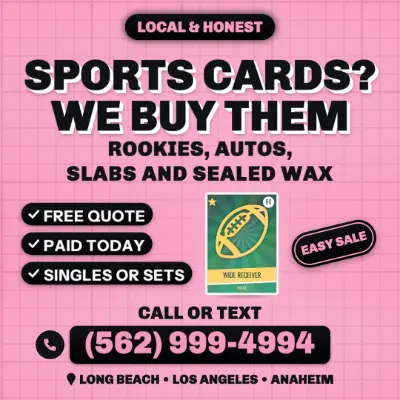 LOCAL & HONEST
SPORTS CARDS?
WE BUY THEM
ROOKIES, AUTOS,
SLABS AND SEALED WAX
FREE QUOTE
PAID TODAY
SINGLES OR SETS
WIDE RECEIVER
EASY SALE
CALL OR TEXT
(562) 999-4994
LONG BEACH • LOS ANGELES • ANAHEIM